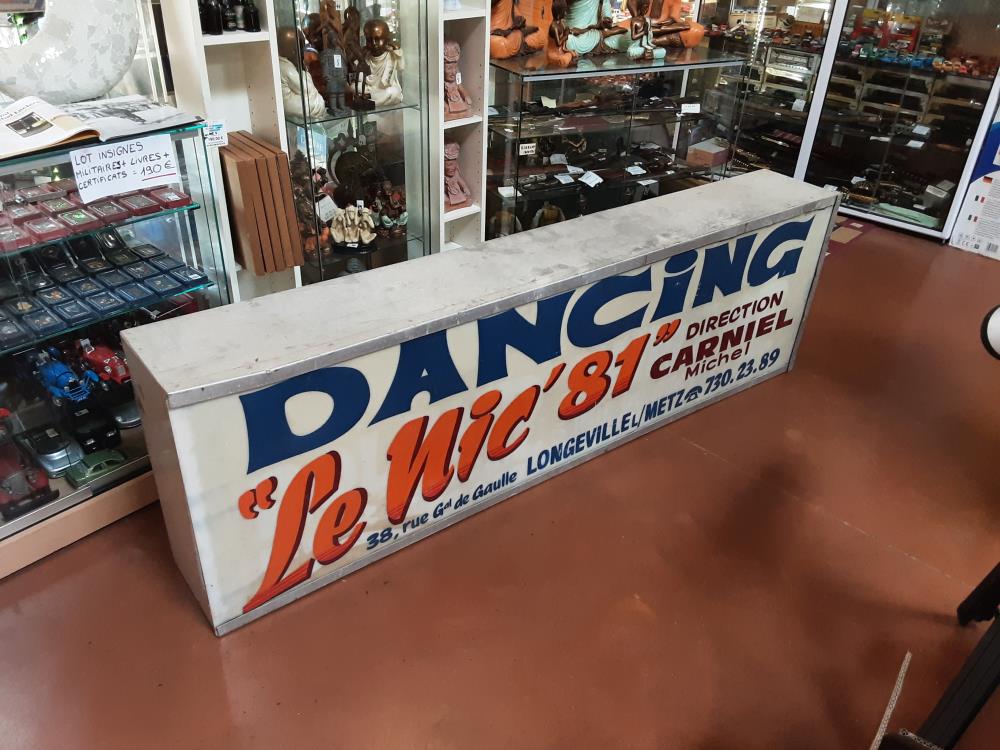 LOT INSIGNES
MILITAIRES + LIVRES +
CERTIFICATS = 190 €
DANCING
"Le Nic'81"
DIRECTION
CARNIEL
Michel
38, rue Gal de Gaulle LONGEVILLE L/METZ ☎ 730.23.89